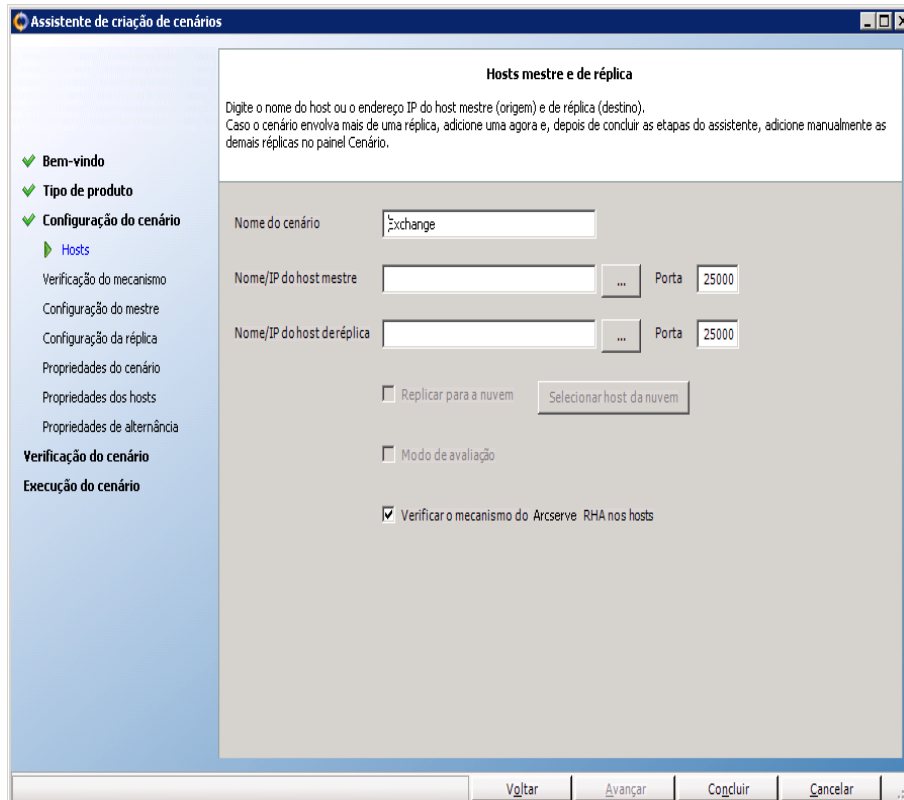 Assistente de criação de cenários
Hosts mestre e de réplica
Digite o nome do host ou o endereço IP do host mestre (origem) e de réplica (destino).
Caso o cenário envolva mais de uma réplica, adicione uma agora e, depois de concluir as etapas do assistente, adicione manualmente as
demais réplicas no painel Cenário.
Bem-vindo
Tipo de produto
Configuração do cenário
Hosts
Verificação do mecanismo
Configuração do mestre
Configuração da réplica
Propriedades do cenário
Propriedades dos hosts
Propriedades de alternância
Verificação do cenário
Execução do cenário
Nome do cenário Exchange
Nome/IP do host mestre ... Porta 25000
Nome/IP do host deréplica ... Porta 25000
Replicar para a nuvem Selecionar host da nuvem
Modo de avaliação
Verificar o mecanismo do Arcserve RHA nos hosts
Voltar Avançar Concluir Cancelar